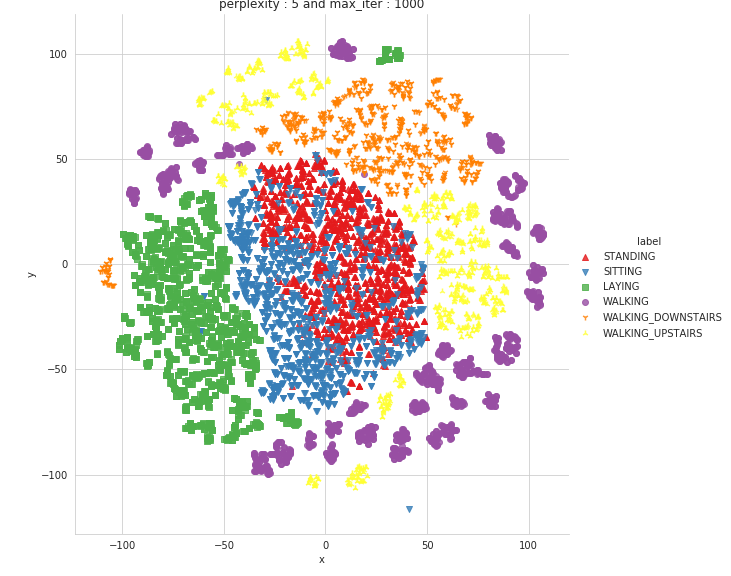 perplexity : 5 and max_iter : 1000
100
50
0
−50
−100
y
−100
−50
0
50
100
x
label
STANDING
SITTING
LAYING
WALKING
WALKING_DOWNSTAIRS
WALKING_UPSTAIRS